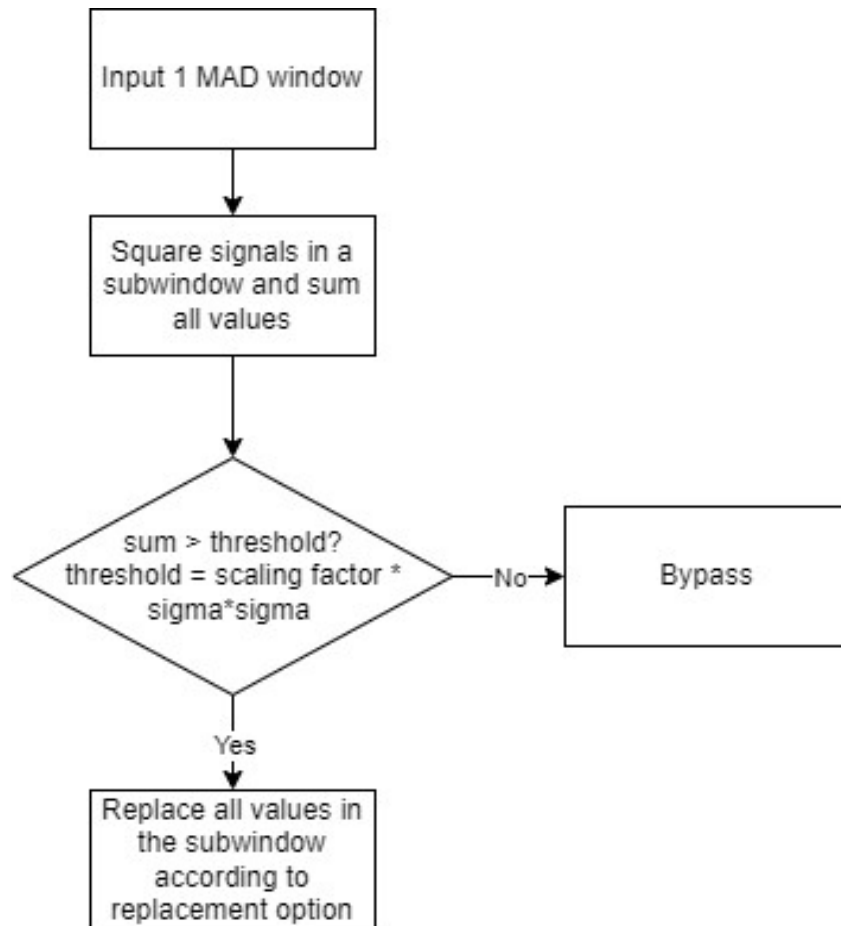 Input 1 MAD window
Square signals in a
subwindow and sum
all values
sum > threshold?
threshold = scaling factor *
sigma*sigma
No
Bypass
Yes
Replace all values in
the subwindow
according to
replacement option